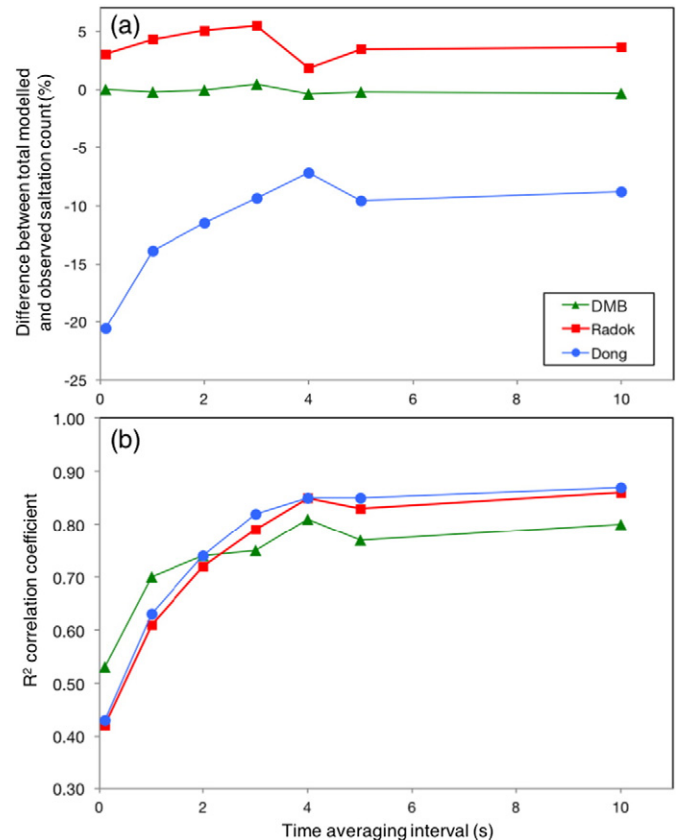 (a)
Difference between total modelled
and observed saltation count (%)
5
0
-5
-10
-15
-20
-25
DMB
Radok
Dong
0 2 4 6 8 10
(b)
R² correlation coefficient
1.00
0.90
0.80
0.70
0.60
0.50
0.40
0.30
0 2 4 6 8 10
Time averaging interval (s)